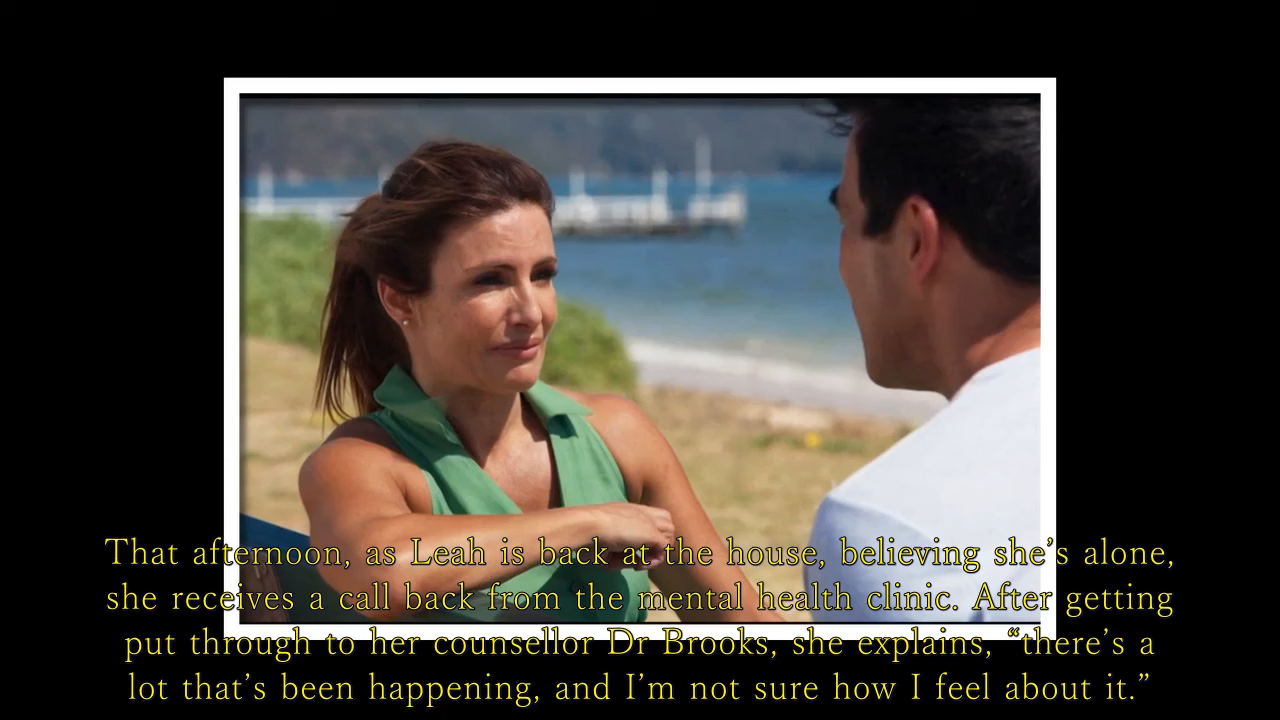 That afternoon, as Leah is back at the house, believing she’s alone,
she receives a call back from the mental health clinic. After getting
put through to her counsellor Dr Brooks, she explains, “there’s a
lot that’s been happening, and I’m not sure how I feel about it.”